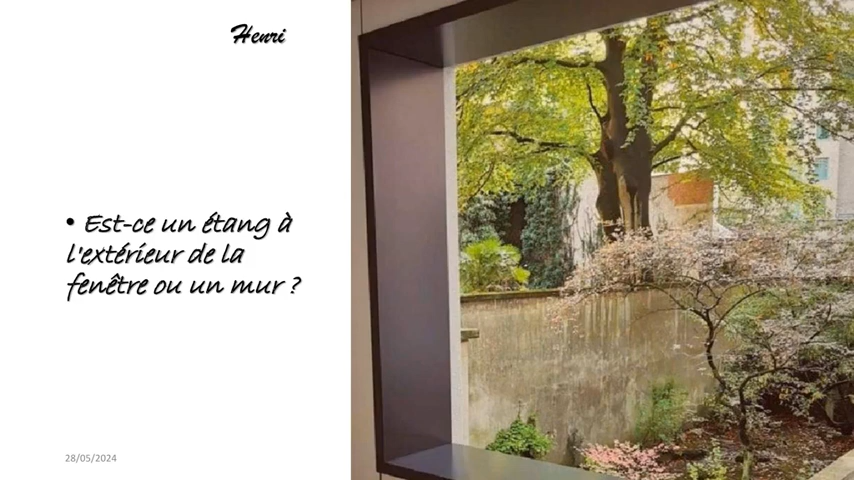 Henri
• Est-ce un étang à
l'extérieur de la
fenêtre ou un mur ?
28/05/2024